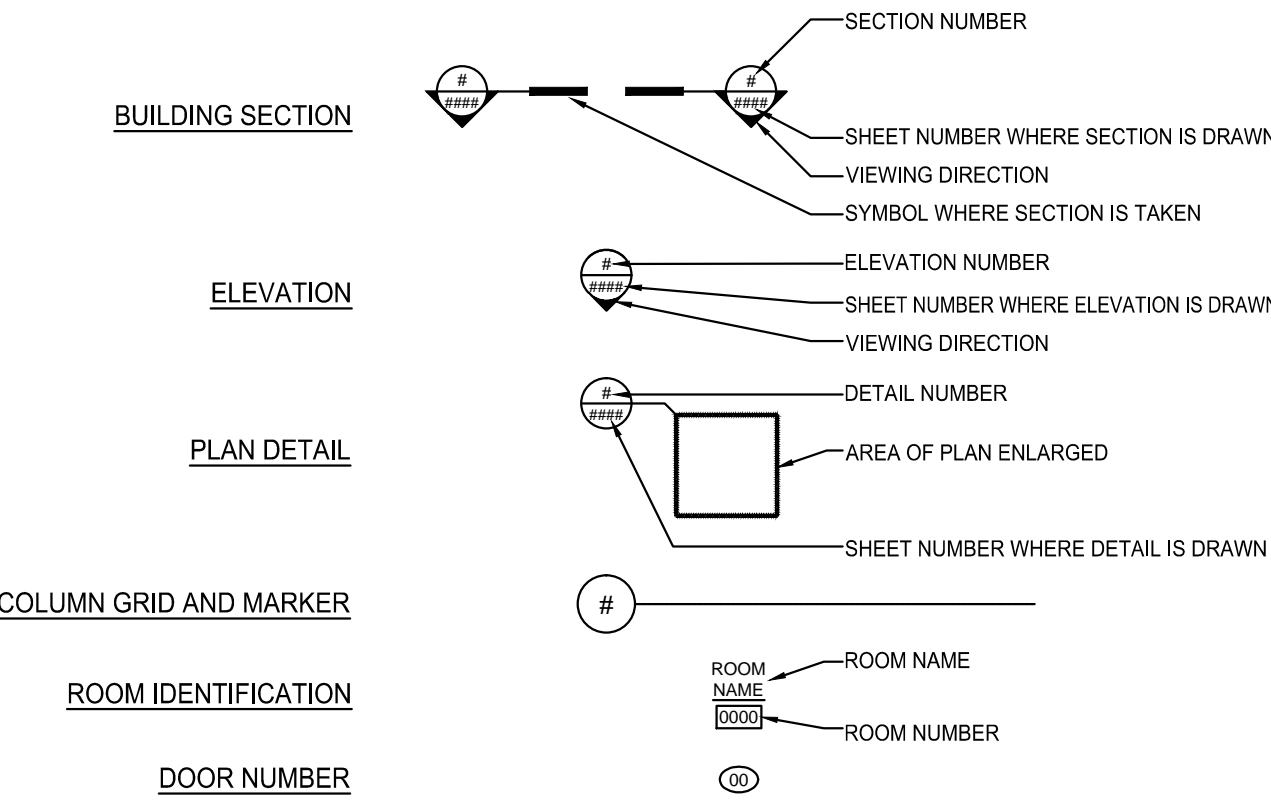 SECTION NUMBER
# #
BUILDING SECTION
#### ####
SHEET NUMBER WHERE SECTION IS DRAWN
VIEWING DIRECTION
SYMBOL WHERE SECTION IS TAKEN
ELEVATION
#
####
ELEVATION NUMBER
SHEET NUMBER WHERE ELEVATION IS DRAWN
VIEWING DIRECTION
PLAN DETAIL
#
####
DETAIL NUMBER
AREA OF PLAN ENLARGED
SHEET NUMBER WHERE DETAIL IS DRAWN
COLUMN GRID AND MARKER
#
ROOM IDENTIFICATION
ROOM
NAME
0000
ROOM NAME
ROOM NUMBER
DOOR NUMBER
00